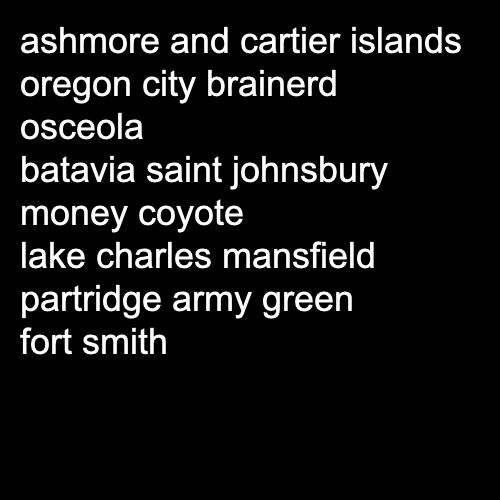 ashmore and cartier islands
oregon city brainerd
osceola
batavia saint johnsbury
money coyote
lake charles mansfield
partridge army green
fort smith